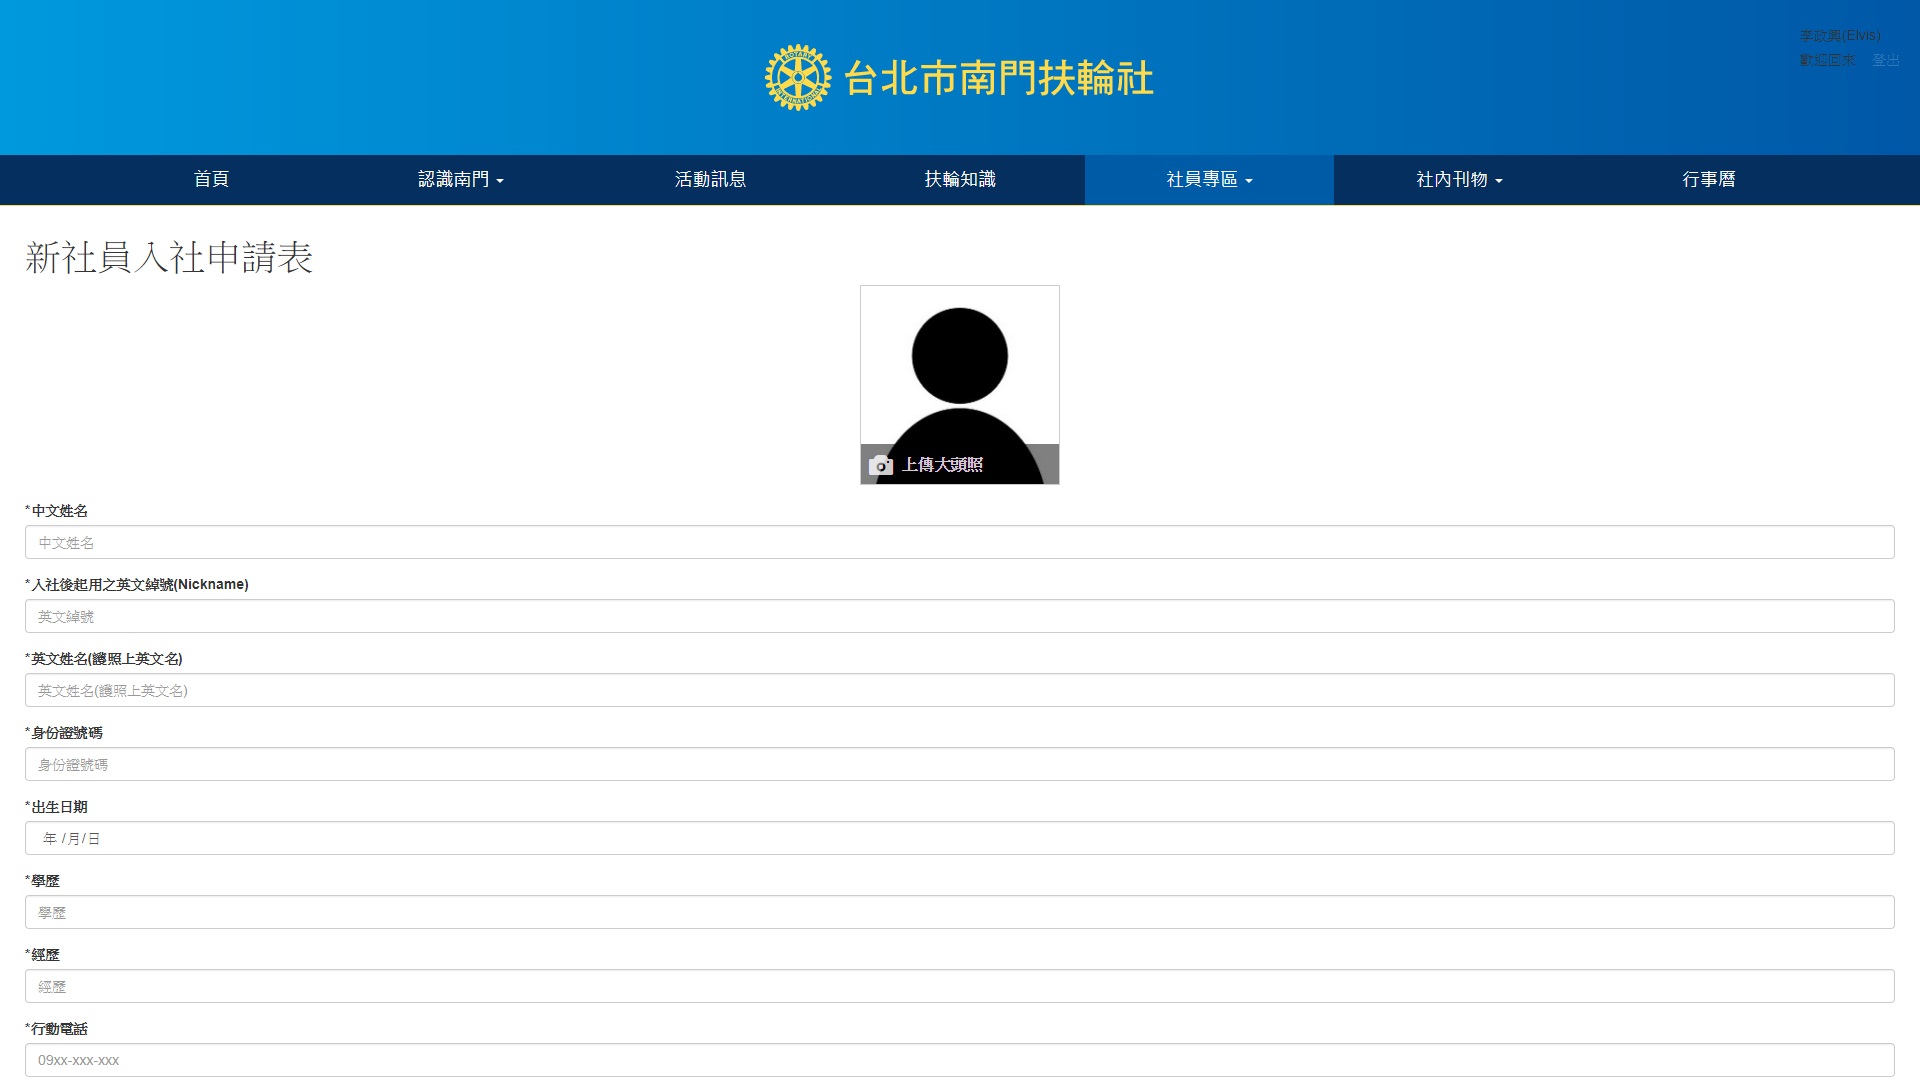 ROTARY
INTERNATIONAL
台北市南門扶輪社
李政興(Elvis)
歡迎回來 登出
首頁 認識南門 活動訊息 扶輪知識 社員專區 社內刊物 行事曆
新社員入社申請表
上傳大頭照
*中文姓名
中文姓名
*入社後起用之英文綽號(Nickname)
英文綽號
*英文姓名(護照上英文名)
英文姓名(護照上英文名)
*身份證號碼
身份證號碼
*出生日期
年 /月/日
*學歷
學歷
*經歷
經歷
*行動電話
09xx-xxx-xxx